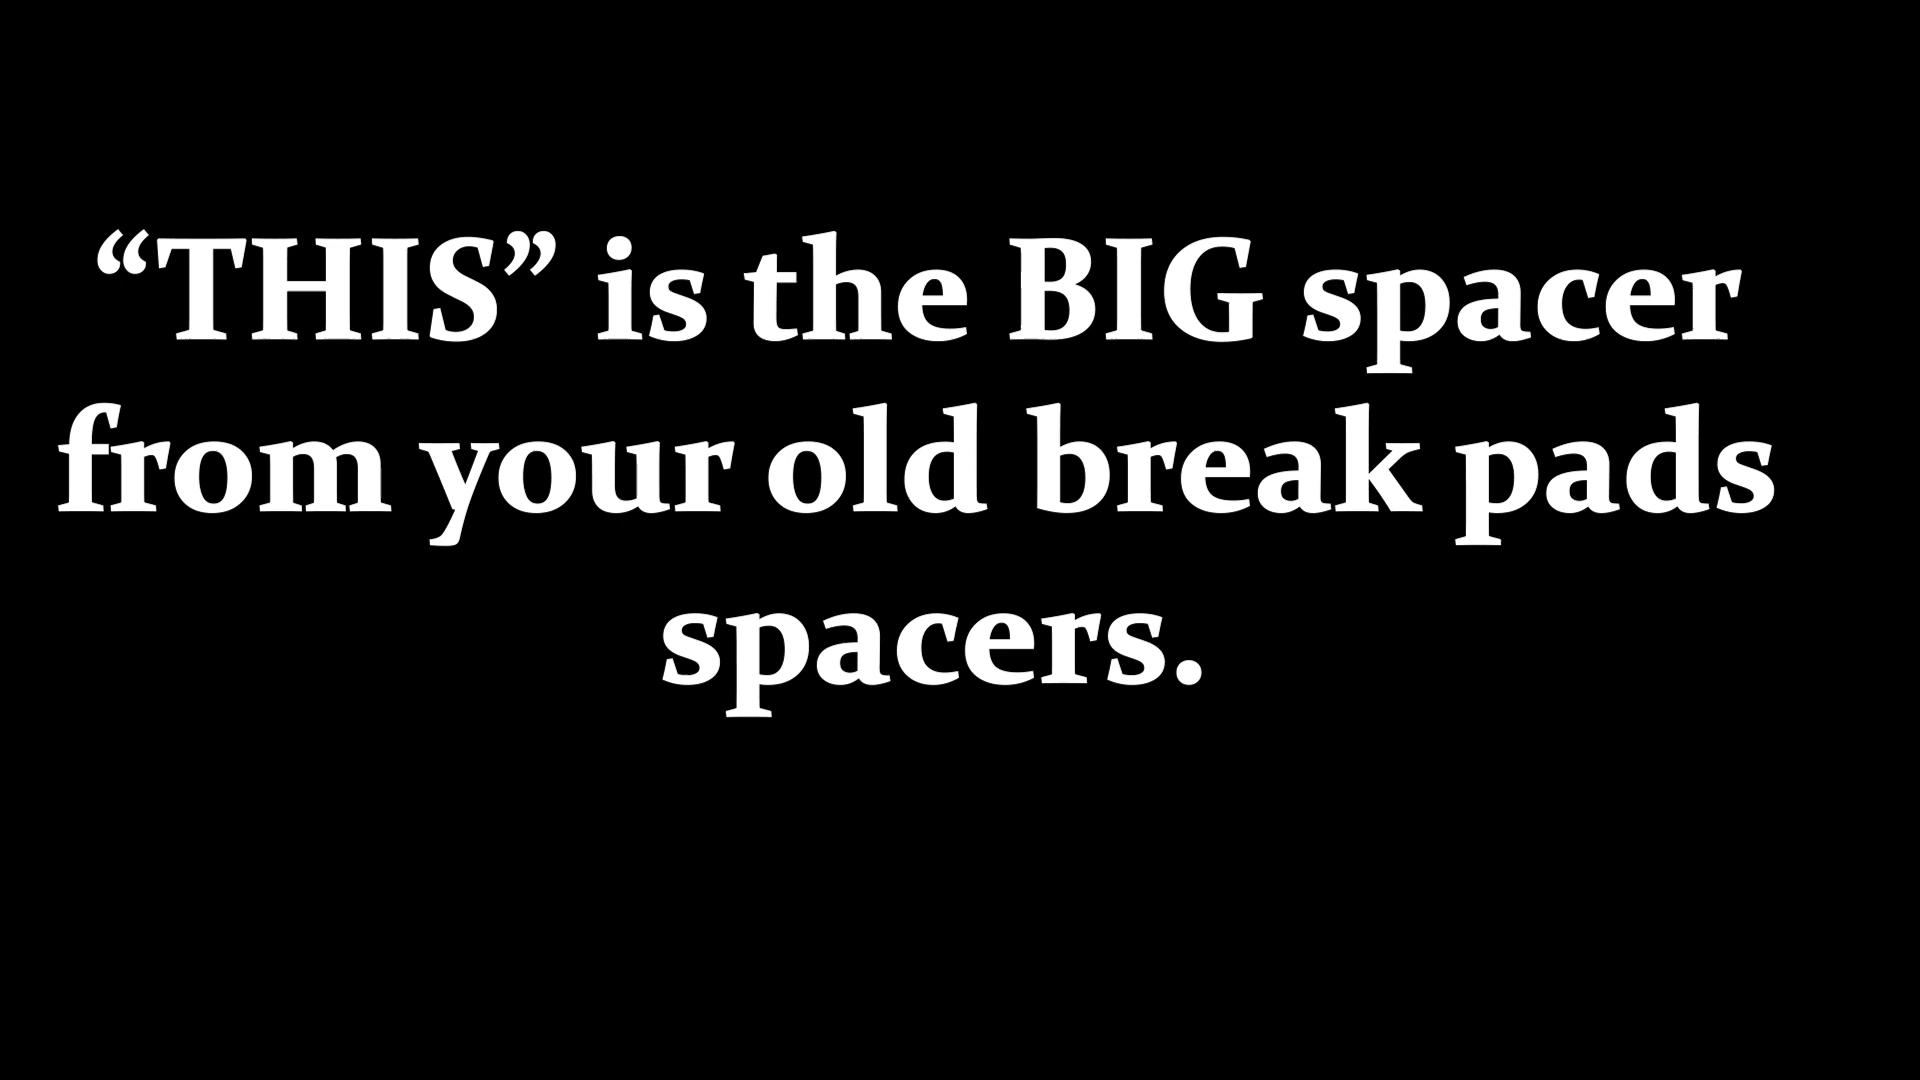 “THIS” is the BIG spacer
from your old break pads
spacers.